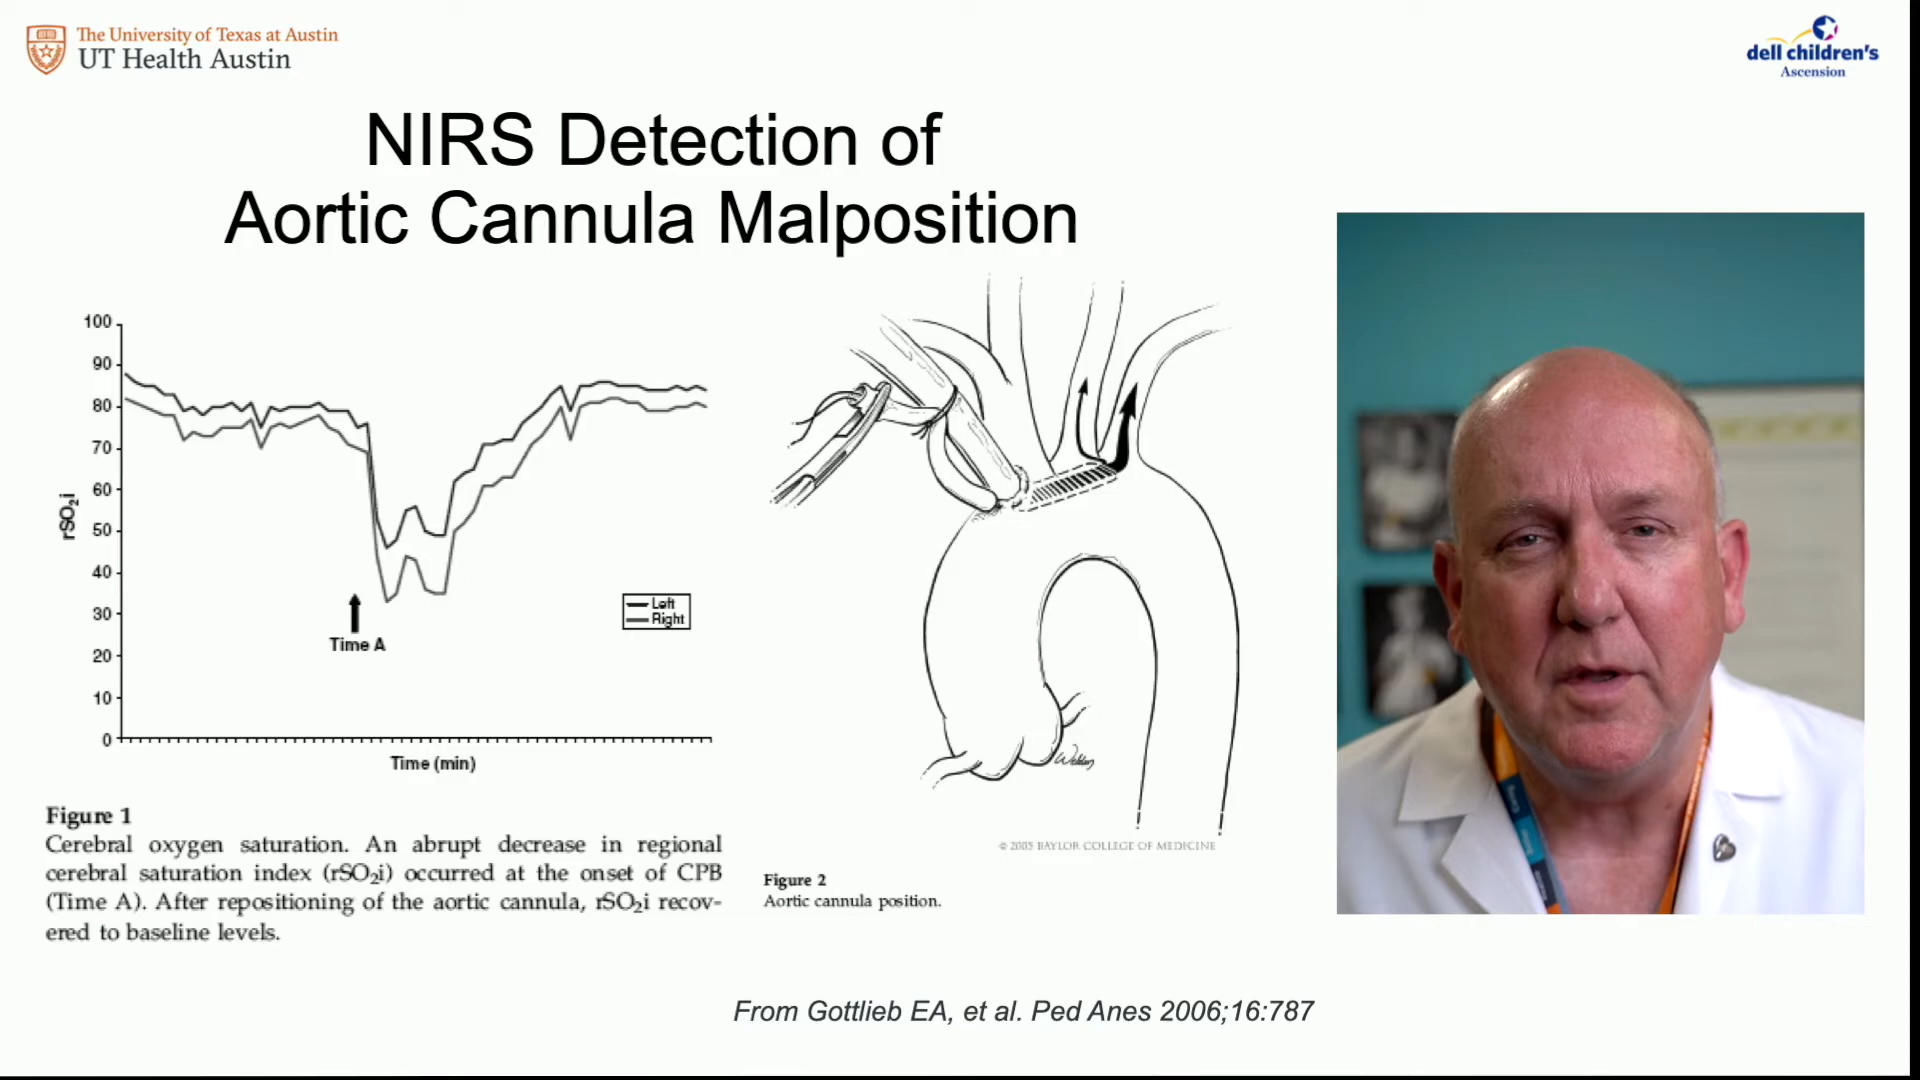 The University of Texas at Austin
UT Health Austin
dell children's
Ascension
NIRS Detection of
Aortic Cannula Malposition
100
90
80
70
60
50
40
30
20
10
0
rSO₂i
Time A
Left
Right
Time (min)
Figure 1
Cerebral oxygen saturation. An abrupt decrease in regional
cerebral saturation index (rSO₂i) occurred at the onset of CPB
(Time A). After repositioning of the aortic cannula, rSO₂i recov-
ered to baseline levels.
© 2005 BAYLOR COLLEGE OF MEDICINE
Figure 2
Aortic cannula position.
From Gottlieb EA, et al. Ped Anes 2006;16:787